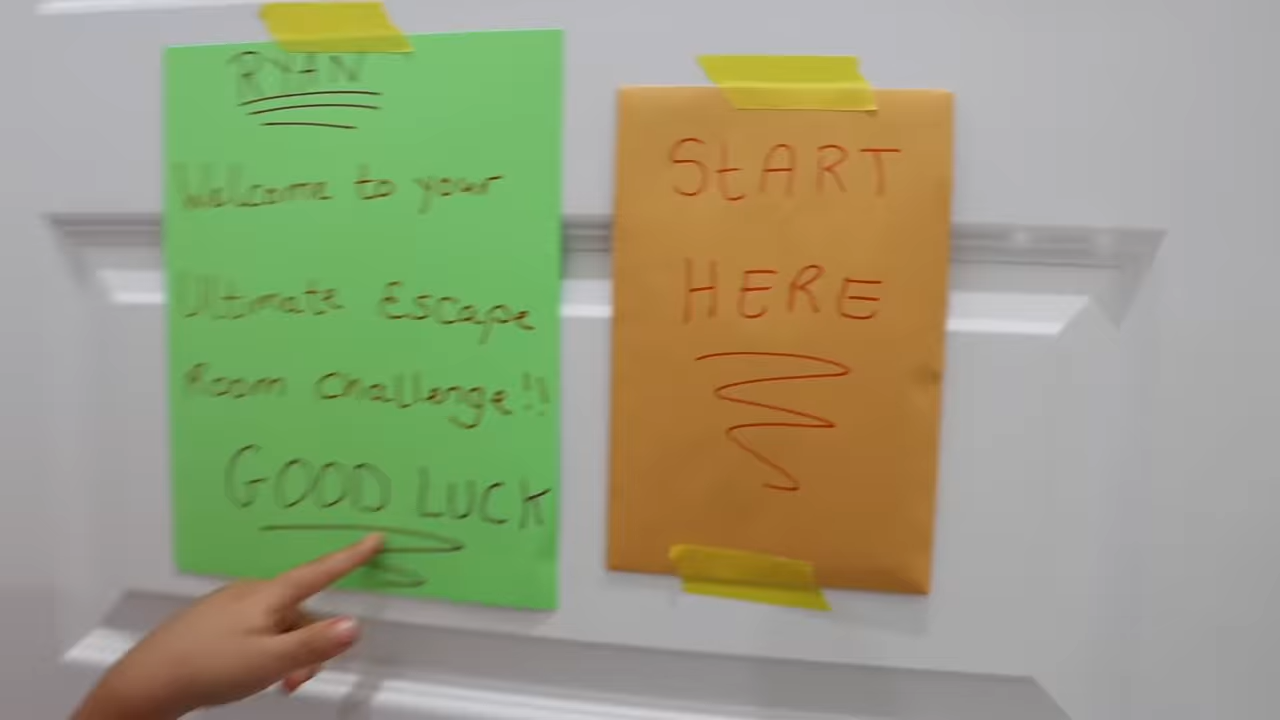 RYAN
Welcome to your
Ultimate Escape
Room Challenge!!
GOOD LUCK
StART
HERE